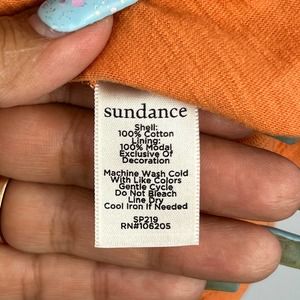 sundance
Shell:
100% Cotton
Lining:
100% Modal
Exclusive Of
Decoration
Machine Wash Cold
With Like Colors
Gentle Cycle
Do Not Bleach
Line Dry
Cool Iron If Needed
SP219
RN#106205